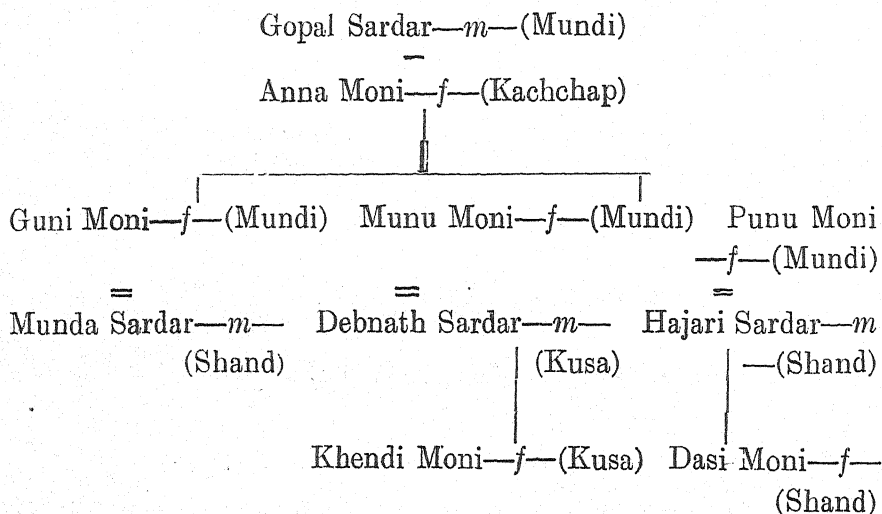 Gopal Sardar—m—(Mundi)
Anna Moni—f—(Kachchap)
Guni Moni—f—(Mundi) Munu Moni—f—(Mundi) Punu Moni
—f—(Mundi)
Munda Sardar—m— Debnath Sardar—m— Hajari Sardar—m
(Shand) (Kusa) —(Shand)
Khendi Moni—f—(Kusa) Dasi Moni—f—
(Shand)